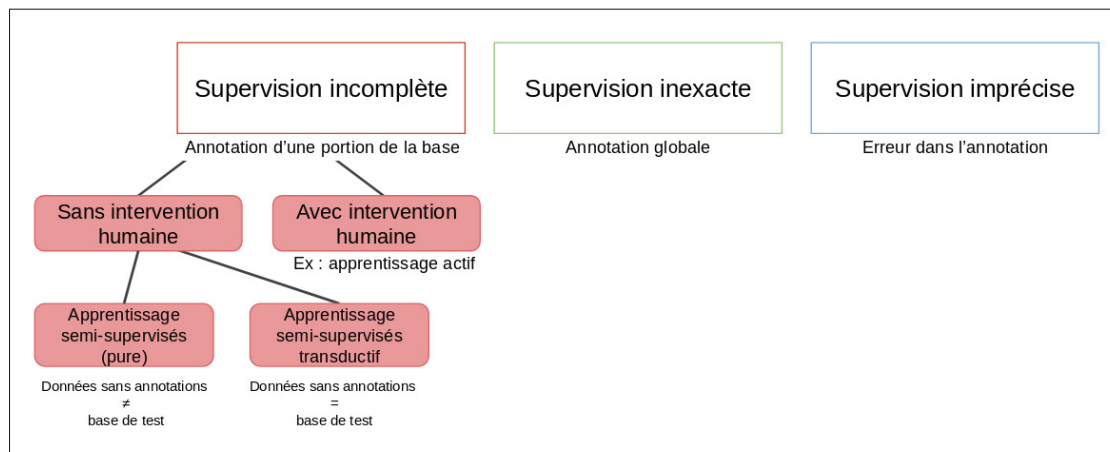 Supervision incomplète
Supervision inexacte
Supervision imprécise
Annotation d'une portion de la base
Annotation globale
Erreur dans l'annotation
Sans intervention
humaine
Avec intervention
humaine
Ex : apprentissage actif
Apprentissage
semi-supervisés
(pure)
Apprentissage
semi-supervisés
transductif
Données sans annotations
≠
base de test
Données sans annotations
=
base de test